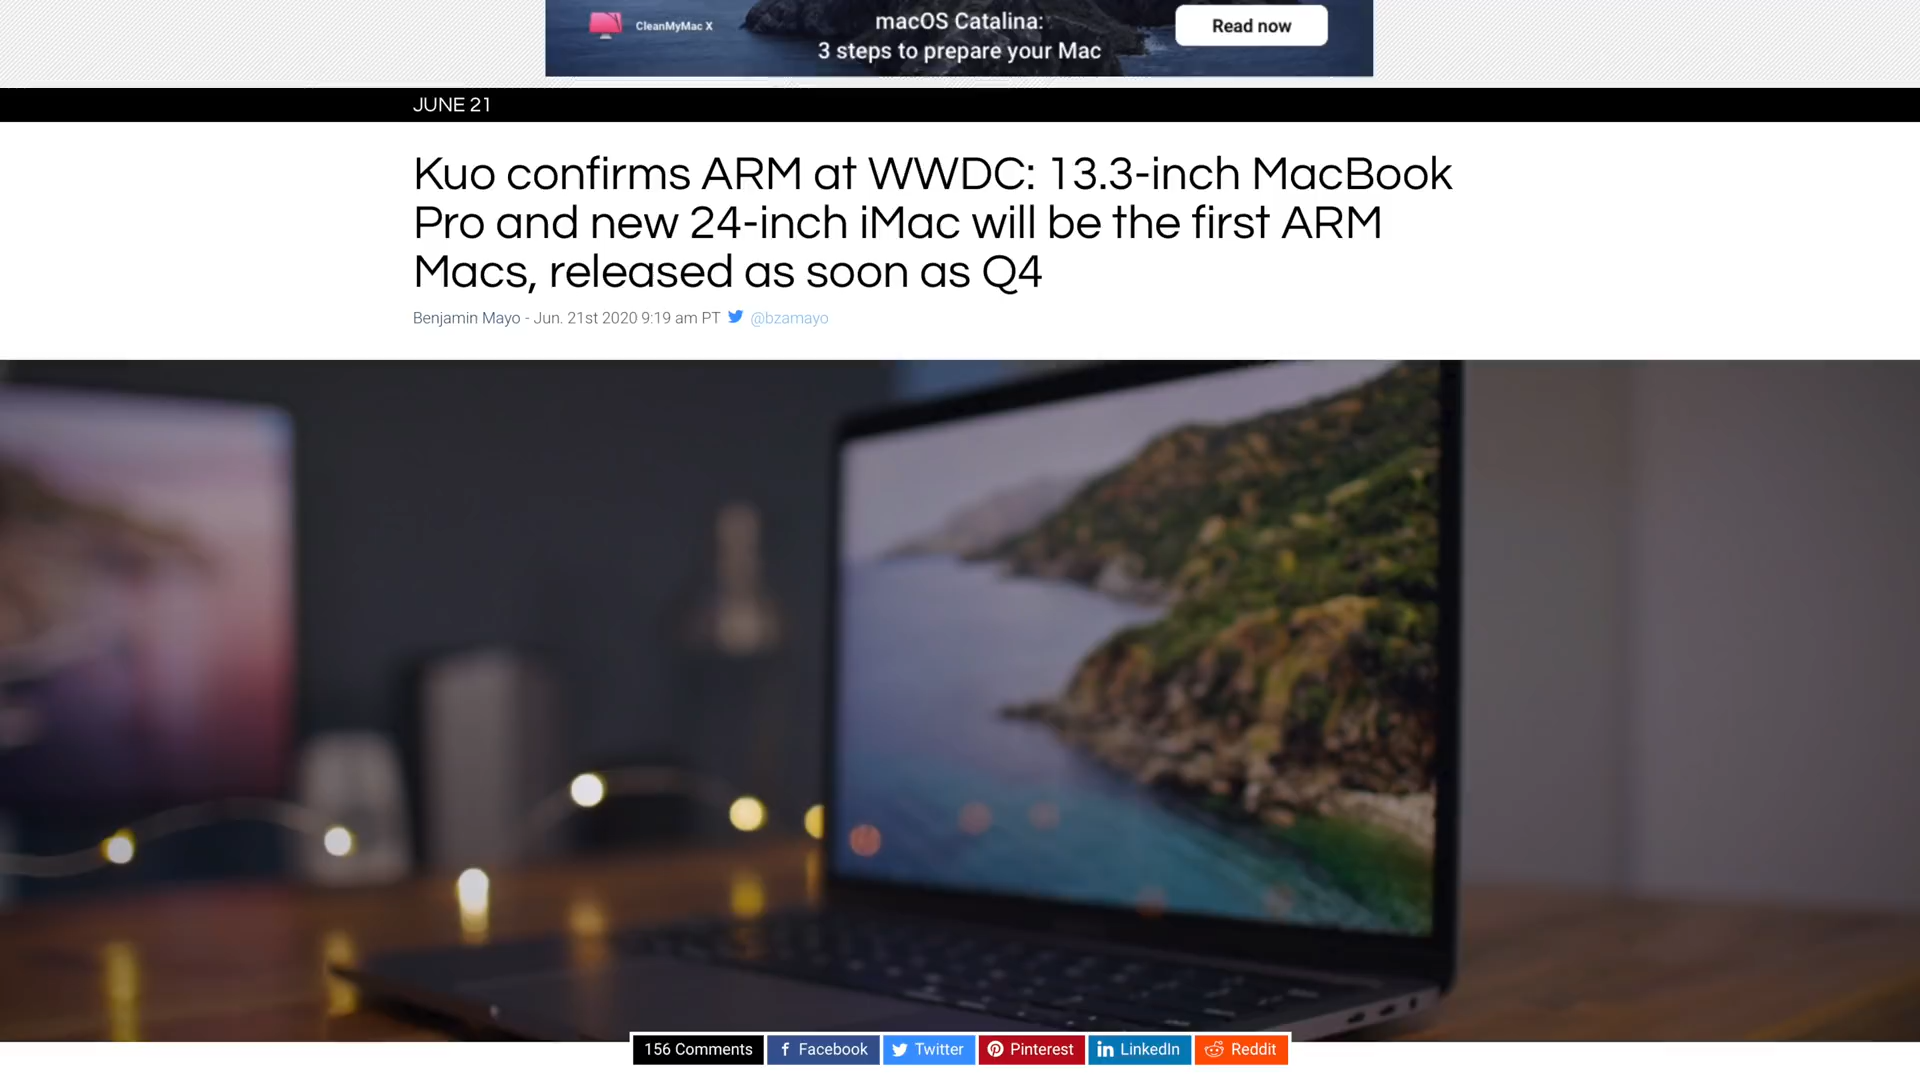 CleanMyMac X
macOS Catalina:
3 steps to prepare your Mac
Read now
JUNE 21
Kuo confirms ARM at WWDC: 13.3-inch MacBook
Pro and new 24-inch iMac will be the first ARM
Macs, released as soon as Q4
Benjamin Mayo - Jun. 21st 2020 9:19 am PT @bzamayo
156 Comments Facebook Twitter Pinterest LinkedIn Reddit